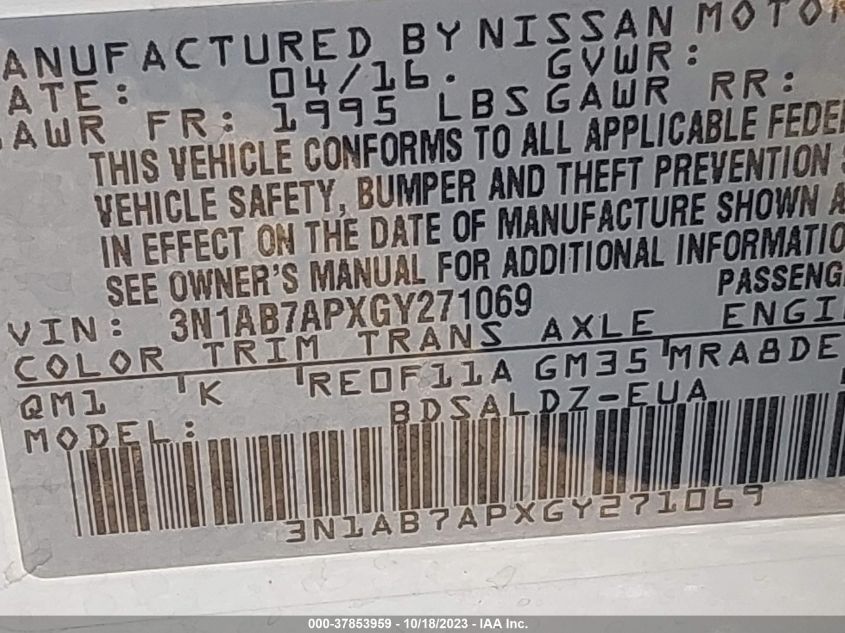 ANUFACTURED BY NISSAN MOTOR
ATE: 04/16. GVWR:
AWR FR: 1995 LBS GAWR RR:
THIS VEHICLE CONFORMS TO ALL APPLICABLE FEDER
VEHICLE SAFETY, BUMPER AND THEFT PREVENTION S
IN EFFECT ON THE DATE OF MANUFACTURE SHOWN A
SEE OWNER'S MANUAL FOR ADDITIONAL INFORMATIO
PASSENG
VIN: 3N1AB7APXGY271069
COLOR TRIM TRANS AXLE ENGI
QM1 K RE0F11A GM35 MRA8DE
MODEL: BDSALDZ-EUA
3N1AB7APXGY271069
000-37853959 - 10/18/2023 - IAA Inc.